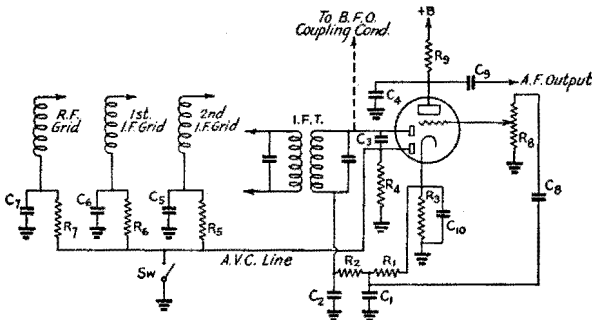 To B.F.O.
Coupling Cond.
+B
R9
C9
A.F. Output
C4
R.F.
Grid
1st.
I.F. Grid
2nd
I.F. Grid
I.F.T.
C3
R4
R8
C8
C7
R7
C6
R6
C5
R5
R3
C10
A.V.C. Line
Sw
R2
R1
C2
C1